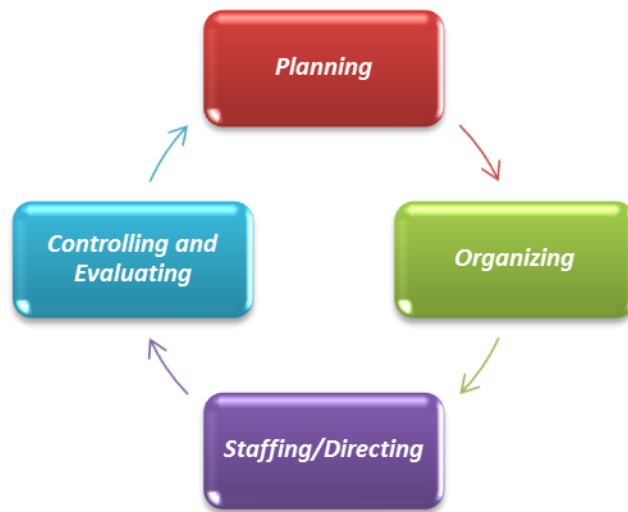 Planning
Organizing
Staffing/Directing
Controlling and
Evaluating